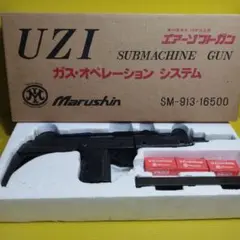 UZI
エアーソフトガン
SUBMACHINE GUN
ガス・オペレーション システム
Marushin
SM-913-16500